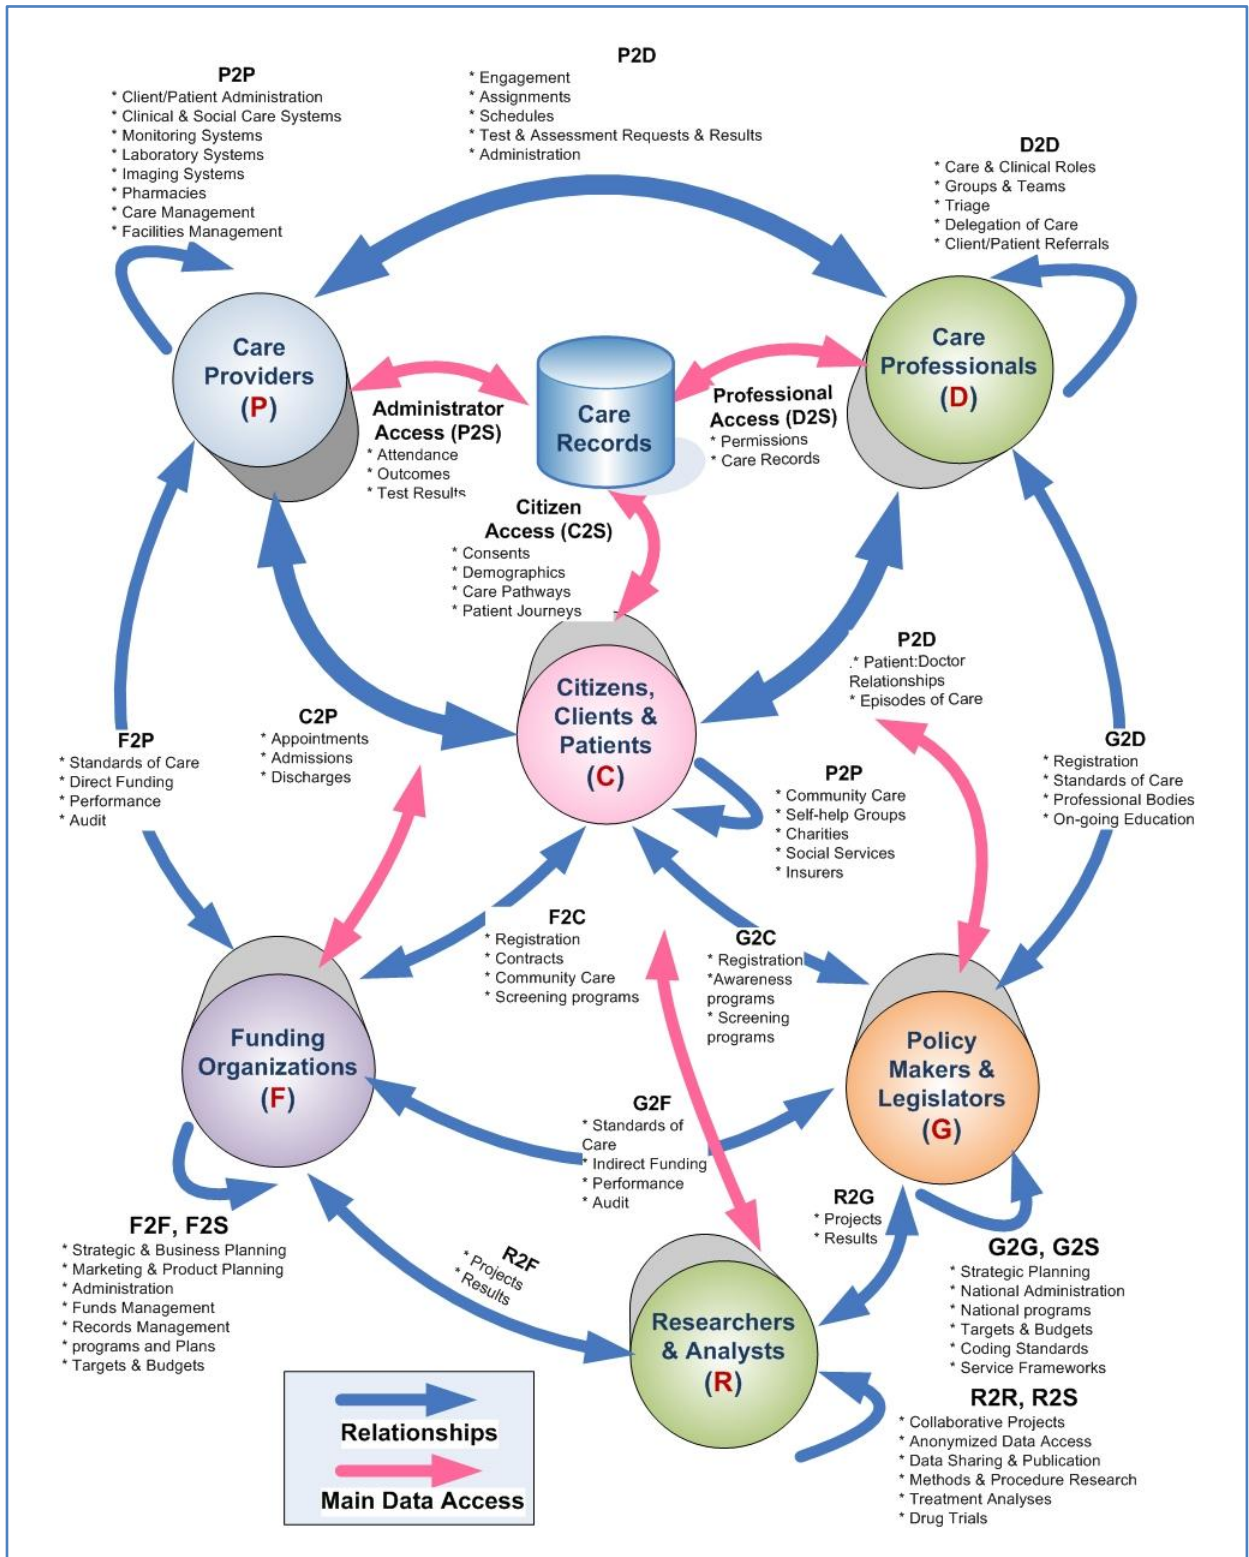 P2D
* Engagement
* Assignments
* Schedules
* Test & Assessment Requests & Results
* Administration
P2P
* Client/Patient Administration
* Clinical & Social Care Systems
* Monitoring Systems
* Laboratory Systems
* Imaging Systems
* Pharmacies
* Care Management
* Facilities Management
D2D
* Care & Clinical Roles
* Groups & Teams
* Triage
* Delegation of Care
* Client/Patient Referrals
Care
Providers
(P)
Care
Records
Care
Professionals
(D)
Administrator
Access (P2S)
* Attendance
* Outcomes
* Test Results
Professional
Access (D2S)
* Permissions
* Care Records
Citizen
Access (C2S)
* Consents
* Demographics
* Care Pathways
* Patient Journeys
Citizens,
Clients &
Patients
(C)
P2D
.* Patient:Doctor
Relationships
* Episodes of Care
C2P
* Appointments
* Admissions
* Discharges
F2P
* Standards of Care
* Direct Funding
* Performance
* Audit
G2D
* Registration
* Standards of Care
* Professional Bodies
* On-going Education
P2P
* Community Care
* Self-help Groups
* Charities
* Social Services
* Insurers
F2C
* Registration
* Contracts
* Community Care
* Screening programs
G2C
* Registration
*Awareness
programs
* Screening
programs
Funding
Organizations
(F)
Policy
Makers &
Legislators
(G)
G2F
* Standards of
Care
* Indirect Funding
* Performance
* Audit
R2G
* Projects
* Results
F2F, F2S
* Strategic & Business Planning
* Marketing & Product Planning
* Administration
* Funds Management
* Records Management
* programs and Plans
* Targets & Budgets
R2F
* Projects
* Results
G2G, G2S
* Strategic Planning
* National Administration
* National programs
* Targets & Budgets
* Coding Standards
* Service Frameworks
Researchers
& Analysts
(R)
R2R, R2S
* Collaborative Projects
* Anonymized Data Access
* Data Sharing & Publication
* Methods & Procedure Research
* Treatment Analyses
* Drug Trials
Relationships
Main Data Access